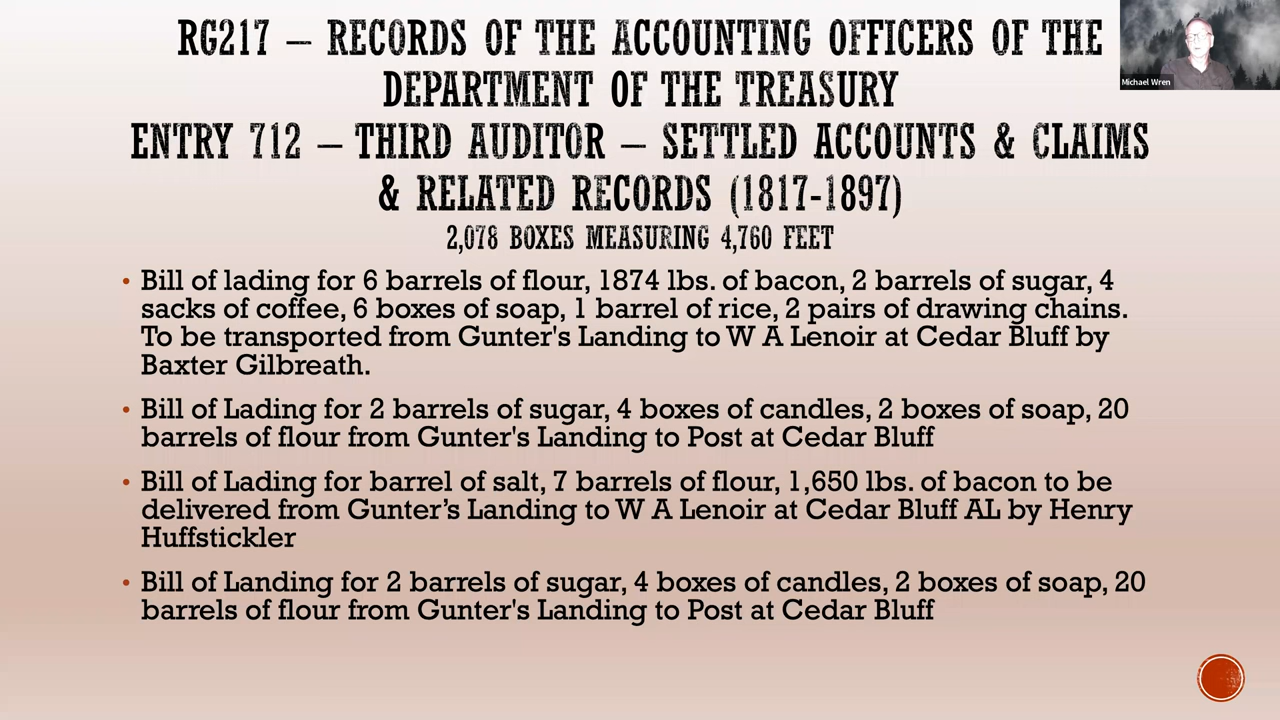 RG217 – RECORDS OF THE ACCOUNTING OFFICERS OF THE
DEPARTMENT OF THE TREASURY
ENTRY 712 – THIRD AUDITOR – SETTLED ACCOUNTS & CLAIMS
& RELATED RECORDS (1817-1897)
2,078 BOXES MEASURING 4,760 FEET
Michael Wren
• Bill of lading for 6 barrels of flour, 1874 lbs. of bacon, 2 barrels of sugar, 4
sacks of coffee, 6 boxes of soap, 1 barrel of rice, 2 pairs of drawing chains.
To be transported from Gunter's Landing to W A Lenoir at Cedar Bluff by
Baxter Gilbreath.
• Bill of Lading for 2 barrels of sugar, 4 boxes of candles, 2 boxes of soap, 20
barrels of flour from Gunter's Landing to Post at Cedar Bluff
• Bill of Lading for barrel of salt, 7 barrels of flour, 1,650 lbs. of bacon to be
delivered from Gunter’s Landing to W A Lenoir at Cedar Bluff AL by Henry
Huffstickler
• Bill of Landing for 2 barrels of sugar, 4 boxes of candles, 2 boxes of soap, 20
barrels of flour from Gunter's Landing to Post at Cedar Bluff